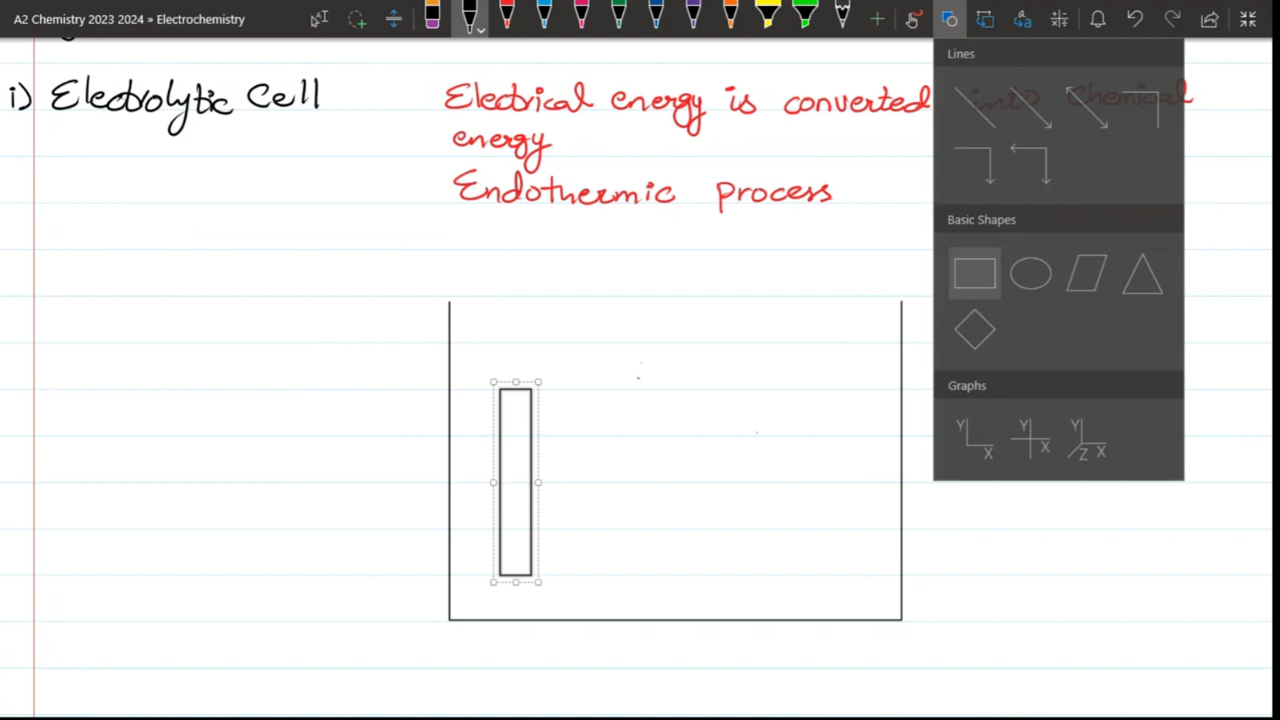 A2 Chemistry 2023 2024 » Electrochemistry
i) Electrolytic Cell
Electrical energy is converted into Chemical
energy
Endothermic process
Lines
Basic Shapes
Graphs
Y X Y X Y Z X